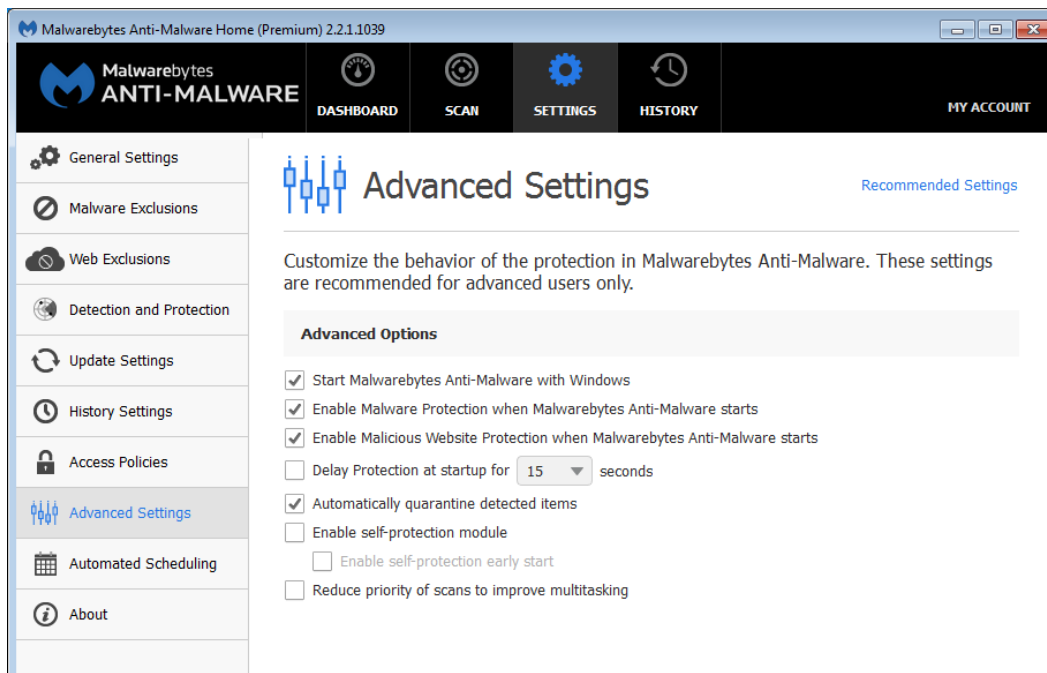 Malwarebytes Anti-Malware Home (Premium) 2.2.1.1039
Malwarebytes
ANTI-MALWARE
DASHBOARD
SCAN
SETTINGS
HISTORY
MY ACCOUNT
General Settings
Malware Exclusions
Web Exclusions
Detection and Protection
Update Settings
History Settings
Access Policies
Advanced Settings
Automated Scheduling
About
Advanced Settings
Recommended Settings
Customize the behavior of the protection in Malwarebytes Anti-Malware. These settings
are recommended for advanced users only.
Advanced Options
Start Malwarebytes Anti-Malware with Windows
Enable Malware Protection when Malwarebytes Anti-Malware starts
Enable Malicious Website Protection when Malwarebytes Anti-Malware starts
Delay Protection at startup for 15 seconds
Automatically quarantine detected items
Enable self-protection module
Enable self-protection early start
Reduce priority of scans to improve multitasking